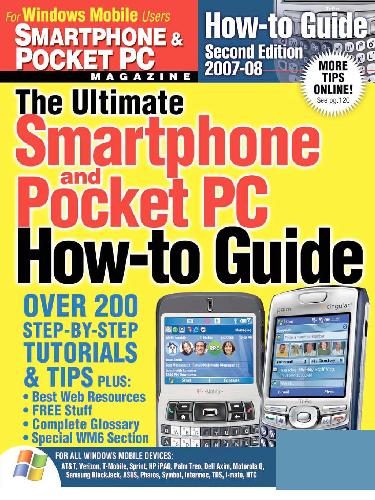 For Windows Mobile Users
SMARTPHONE &
POCKET PC
MAGAZINE
How-to Guide
Second Edition
2007-08
MORE
TIPS
ONLINE!
See pg.120
The Ultimate
Smartphone
and
Pocket PC
How-to Guide
OVER 200
STEP-BY-STEP
TUTORIALS
& TIPS PLUS:
• Best Web Resources
• FREE Stuff
• Complete Glossary
• Special WM6 Section
palm
cingular
FOR ALL WINDOWS MOBILE DEVICES:
AT&T, Verizon, T-Mobile, Sprint, HP iPAQ, Palm Treo, Dell Axim, Motorola Q,
Samsung BlackJack, ASUS, Pharos, Symbol, Intermec, TDS, i-mate, HTC